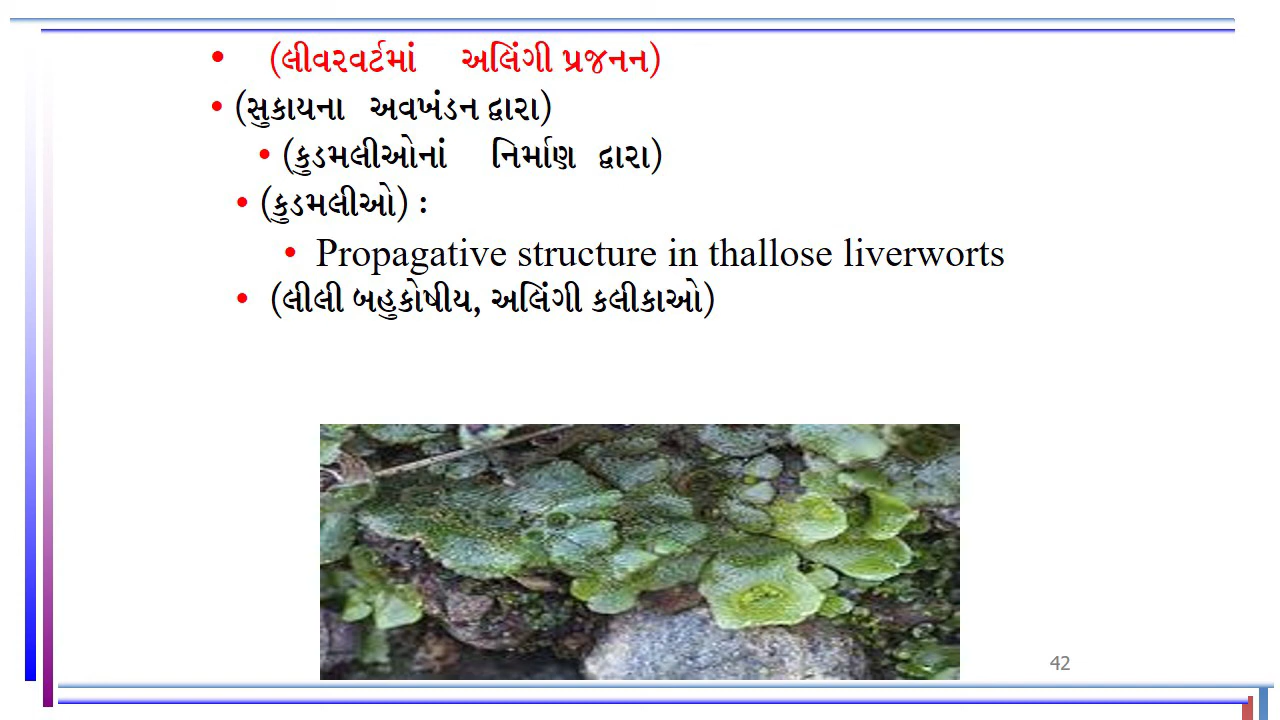 • (લીવરવર્ટમાં અલિંગી પ્રજનન)
• (સુકાયના અવખંડન દ્વારા)
• (કુડમલીઓનાં નિર્માણ દ્વારા)
• (કુડમલીઓ) :
• Propagative structure in thallose liverworts
• (લીલી બહુકોષીય, અલિંગી કલીકાઓ)
42